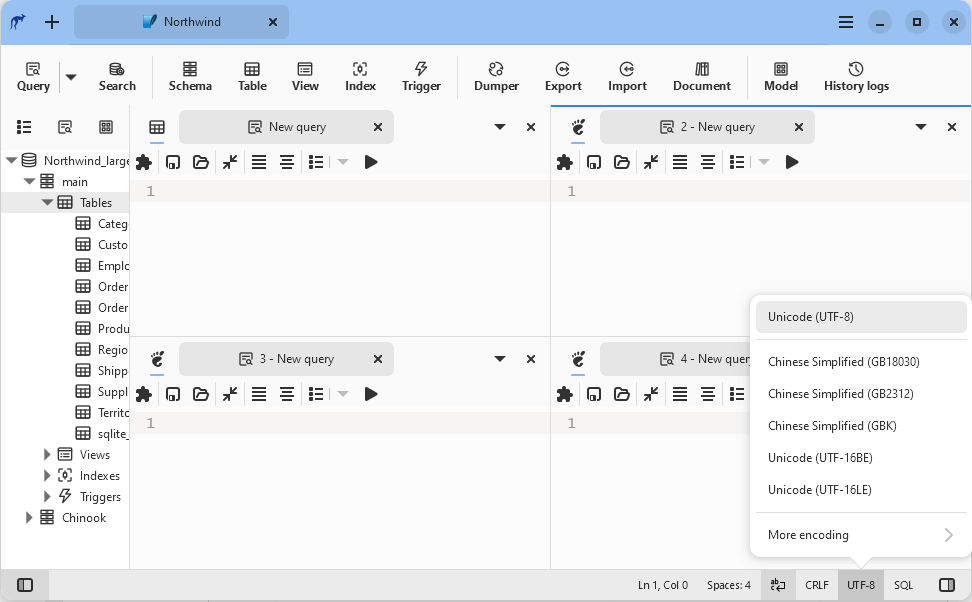 Northwind
Query
Search
Schema
Table
View
Index
Trigger
Dumper
Export
Import
Document
Model
History logs
New query
2 - New query
Northwind_large
main
Tables
Categ
Custo
Emplo
Order
Order
Produ
Regio
Shipp
Suppl
Territo
sqlite_
Views
Indexes
Triggers
Chinook
1
1
3 - New query
4 - New query
1
1
Unicode (UTF-8)
Chinese Simplified (GB18030)
Chinese Simplified (GB2312)
Chinese Simplified (GBK)
Unicode (UTF-16BE)
Unicode (UTF-16LE)
More encoding
Ln 1, Col 0
Spaces: 4
CRLF
UTF-8
SQL